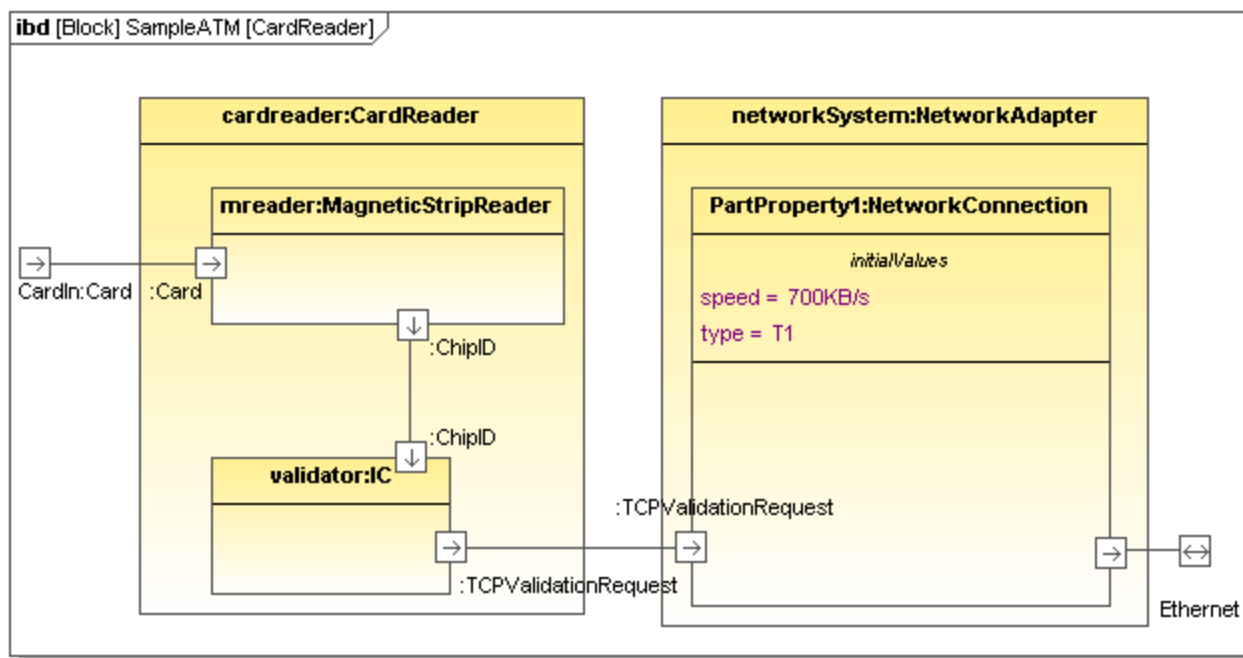 ibd [Block] SampleATM [CardReader]
cardreader:CardReader
networkSystem:NetworkAdapter
mreader:MagneticStripReader
PartProperty1:NetworkConnection
initialValues
CardIn:Card
:Card
speed = 700KB/s
type = T1
:ChipID
:ChipID
validator:IC
:TCPValidationRequest
:TCPValidationRequest
Ethernet